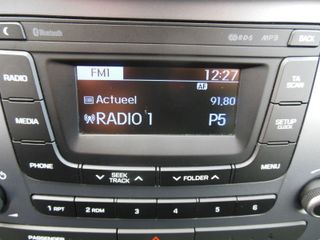 Bluetooth R·D·S MP3 BACK
RADIO
MEDIA
PHONE
FM1 12:27
AF
Actueel 91,80
RADIO 1 P5
TA
SCAN
SETUP
CLOCK
MENU
SEEK
TRACK
FOLDER
1 RPT 2 RDM 3 4 5 6
PASSENGER